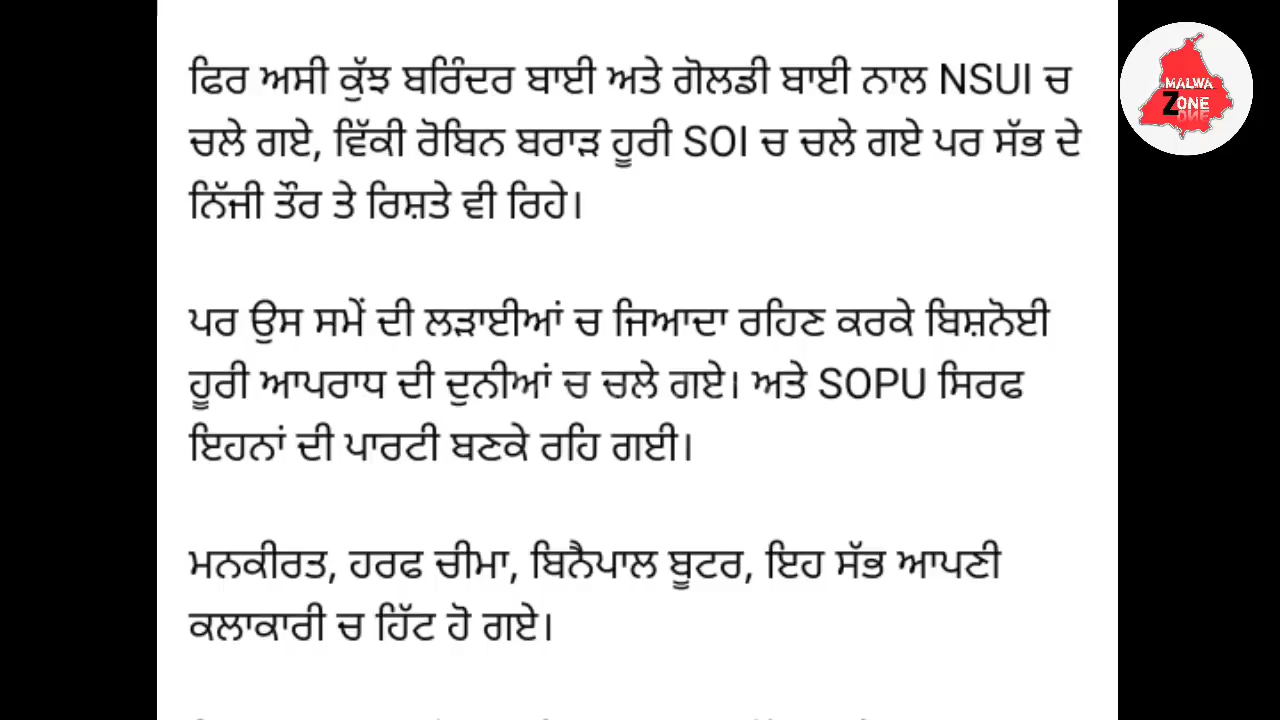 ਫਿਰ ਅਸੀ ਕੁੱਝ ਬਰਿੰਦਰ ਬਾਈ ਅਤੇ ਗੋਲਡੀ ਬਾਈ ਨਾਲ NSUI ਚ
ਚਲੇ ਗਏ, ਵਿੱਕੀ ਰੋਬਿਨ ਬਰਾੜ ਹੂਰੀ SOI ਚ ਚਲੇ ਗਏ ਪਰ ਸੱਭ ਦੇ
ਨਿੱਜੀ ਤੌਰ ਤੇ ਰਿਸ਼ਤੇ ਵੀ ਰਿਹੇ।
ਪਰ ਉਸ ਸਮੇਂ ਦੀ ਲੜਾਈਆਂ ਚ ਜਿਆਦਾ ਰਹਿਣ ਕਰਕੇ ਬਿਸ਼ਨੋਈ
ਹੂਰੀ ਆਪਰਾਧ ਦੀ ਦੁਨੀਆਂ ਚ ਚਲੇ ਗਏ। ਅਤੇ SOPU ਸਿਰਫ
ਇਹਨਾਂ ਦੀ ਪਾਰਟੀ ਬਣਕੇ ਰਹਿ ਗਈ।
ਮਨਕੀਰਤ, ਹਰਫ ਚੀਮਾ, ਬਿਨੈਪਾਲ ਬੂਟਰ, ਇਹ ਸੱਭ ਆਪਣੀ
ਕਲਾਕਾਰੀ ਚ ਹਿੱਟ ਹੋ ਗਏ।
MALWA
ZONE